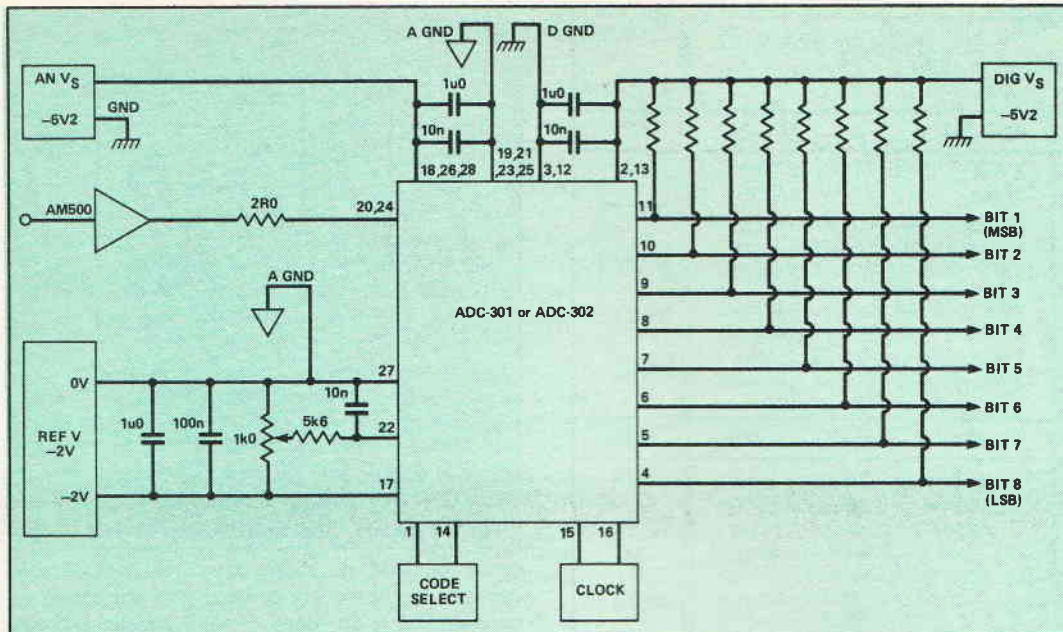 A GND
D GND
AN VS
-5V2
GND
1u0
10n
1u0
10n
DIG VS
-5V2
18,26,28
19,21
,23,25
3,12
2,13
AM500
2R0
20,24
11
BIT 1
(MSB)
10
BIT 2
9
BIT 3
A GND
ADC-301 or ADC-302
8
BIT 4
7
BIT 5
0V
27
10n
6
BIT 6
REF V
-2V
1u0
100n
1k0
5k6
22
5
BIT 7
-2V
17
4
BIT 8
(LSB)
1
14
15
16
CODE
SELECT
CLOCK